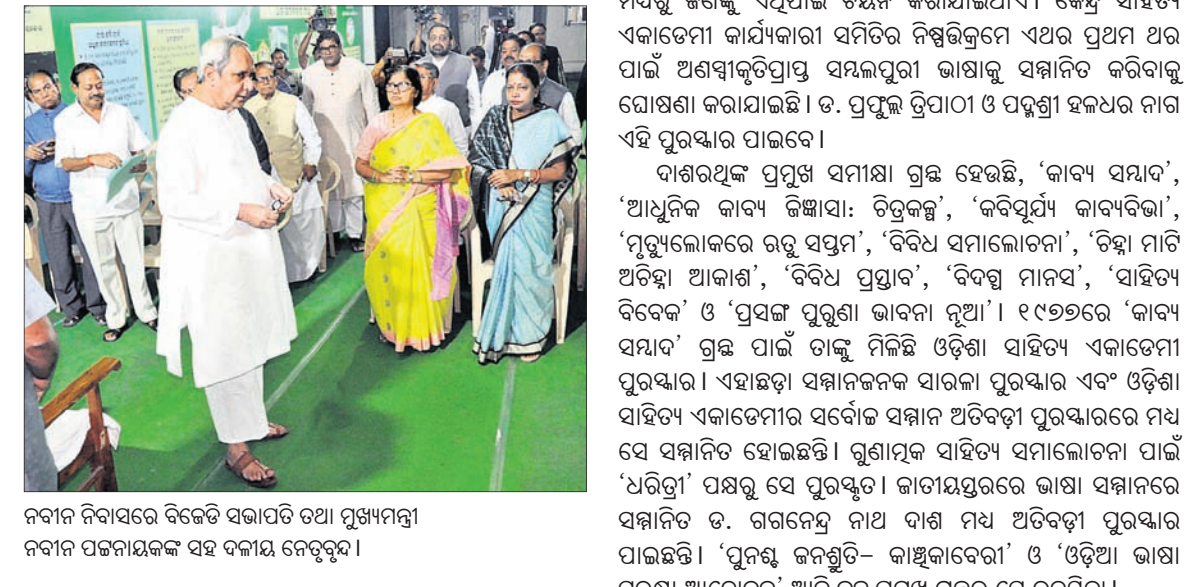 ନବୀନ ନିବାସରେ ବିଜେଡି ସଭାପତି ତଥା ମୁଖ୍ୟମନ୍ତ୍ରୀ
ନବୀନ ପଟ୍ଟନାୟକଙ୍କ ସହ ଦଳୀୟ ନେତୃବୃନ୍ଦ।
ଏକାଡେମୀ କାର୍ଯ୍ୟକାରୀ ସମିତିର ନିଷ୍ପତ୍ତିକ୍ରମେ ଏଥର ପ୍ରଥମ ଥର
ପାଇଁ ଅଣସ୍ବୀକୃତିପ୍ରାପ୍ତ ସମ୍ବଲପୁରୀ ଭାଷାକୁ ସମ୍ମାନିତ କରିବାକୁ
ଘୋଷଣା କରାଯାଇଛି। ଡ. ପ୍ରଫୁଲ୍ଲ ତ୍ରିପାଠୀ ଓ ପଦ୍ମଶ୍ରୀ ହଳଧର ନାଗ
ଏହି ପୁରସ୍କାର ପାଇବେ।
ଦାଶରଥିଙ୍କ ପ୍ରମୁଖ ସମୀକ୍ଷା ଗ୍ରନ୍ଥ ହେଉଛି, ‘କାବ୍ୟ ସମ୍ବାଦ’,
‘ଆଧୁନିକ କାବ୍ୟ ଜିଜ୍ଞାସା: ଚିତ୍ରକଳ୍ପ’, ‘କବିସୂର୍ଯ୍ୟ କାବ୍ୟବିଭା’,
‘ମୃତ୍ୟୁଲୋକରେ ଋତୁ ସପ୍ତମ’, ‘ବିବିଧ ସମାଲୋଚନା’, ‘ଚିହ୍ନା ମାଟି
ଅଚିହ୍ନା ଆକାଶ’, ‘ବିବିଧ ପ୍ରସ୍ତାବ’, ‘ବିଦଗ୍ଧ ମାନସ’, ‘ସାହିତ୍ୟ
ବିବେକ’ ଓ ‘ପ୍ରସଙ୍ଗ ପୁରୁଣା ଭାବନା ନୂଆ’। ୧୯୭୭ରେ ‘କାବ୍ୟ
ସମ୍ବାଦ’ ଗ୍ରନ୍ଥ ପାଇଁ ତାଙ୍କୁ ମିଳିଛି ଓଡ଼ିଶା ସାହିତ୍ୟ ଏକାଡେମୀ
ପୁରସ୍କାର। ଏହାଛଡ଼ା ସମ୍ମାନଜନକ ସାରଳା ପୁରସ୍କାର ଏବଂ ଓଡ଼ିଶା
ସାହିତ୍ୟ ଏକାଡେମୀର ସର୍ବୋଚ୍ଚ ସମ୍ମାନ ଅତିବଡ଼ୀ ପୁରସ୍କାରରେ ମଧ୍ୟ
ସେ ସମ୍ମାନିତ ହୋଇଛନ୍ତି। ଗୁଣାତ୍ମକ ସାହିତ୍ୟ ସମାଲୋଚନା ପାଇଁ
‘ଧରିତ୍ରୀ’ ପକ୍ଷରୁ ସେ ପୁରସ୍କୃତ। ଜାତୀୟସ୍ତରରେ ଭାଷା ସମ୍ମାନରେ
ସମ୍ମାନିତ ଡ. ଗଗନେନ୍ଦ୍ର ନାଥ ଦାଶ ମଧ୍ୟ ଅତିବଡ଼ୀ ପୁରସ୍କାର
ପାଇଛନ୍ତି। ‘ପୁନଶ୍ଚ ଜନଶ୍ରୁତି– କାଞ୍ଚିକାବେରୀ’ ଓ ‘ଓଡ଼ିଆ ଭାଷା